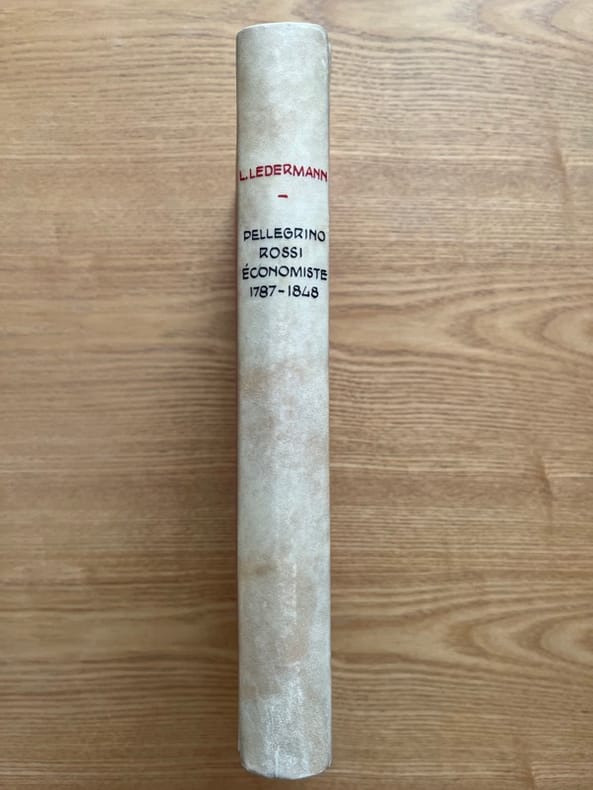 L. LEDERMANN
–
PELLEGRINO
ROSSI
ÉCONOMISTE
1787-1848